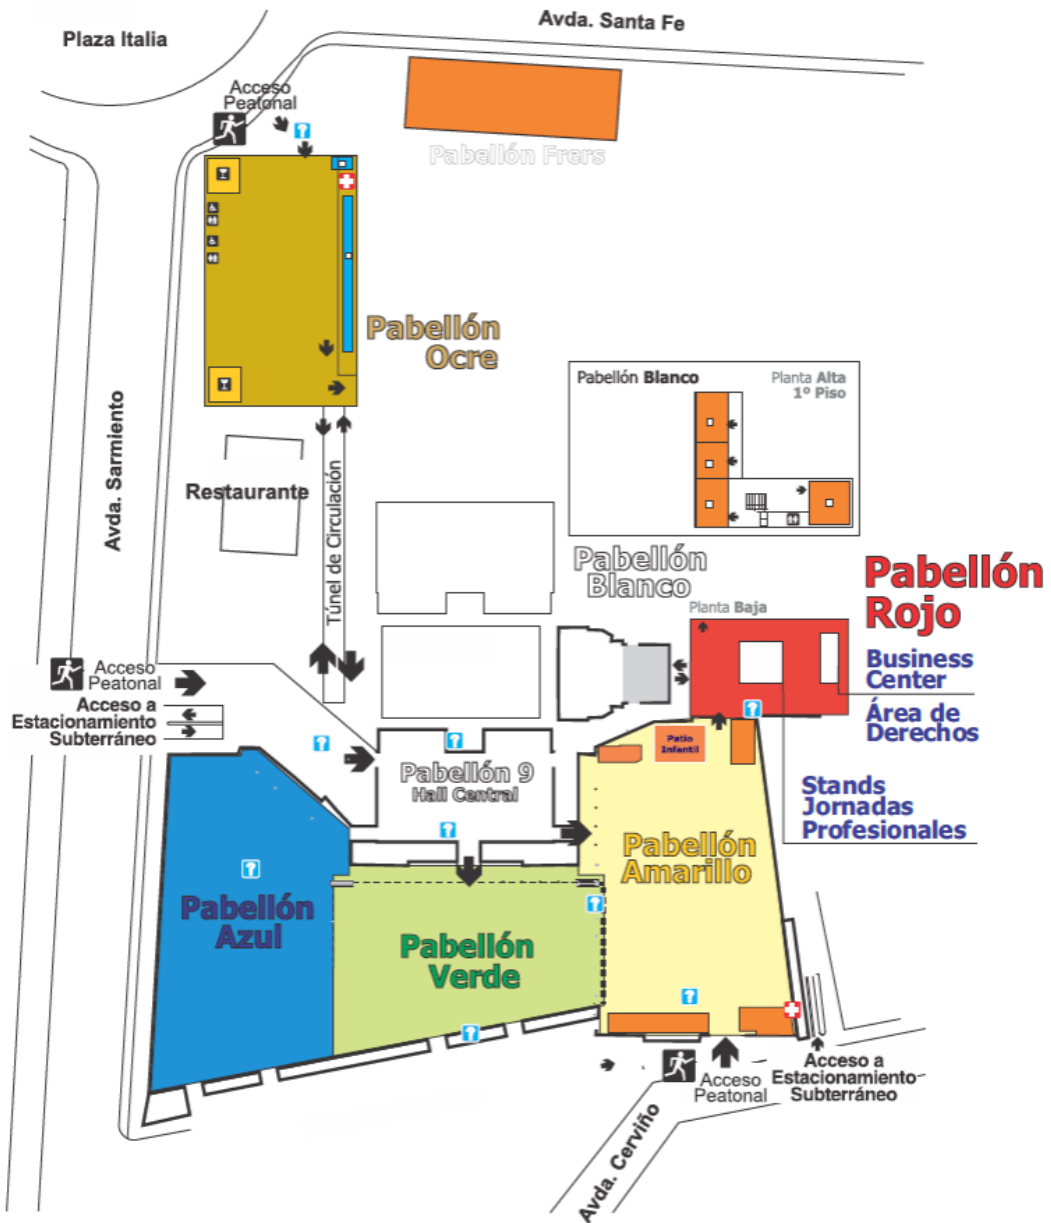 Avda. Santa Fe
Plaza Italia
Acceso
Peatonal
?
Pabellón Frers
Pabellón
Ocre
Pabellón Blanco
Planta Alta
1º Piso
Avda. Sarmiento
Restaurante
Túnel de Circulación
Pabellón
Blanco
Pabellón
Rojo
Planta Baja
Business
Center
Área de
Derechos
Acceso
Peatonal
Acceso a
Estacionamiento
Subterráneo
?
?
?
Patio
Infantil
Pabellón 9
Hall Central
?
Stands
Jornadas
Profesionales
Pabellón
Amarillo
?
Pabellón
Azul
?
Pabellón
Verde
?
?
Acceso
Peatonal
Acceso a
Estacionamiento
Subterráneo
Avda. Cerviño